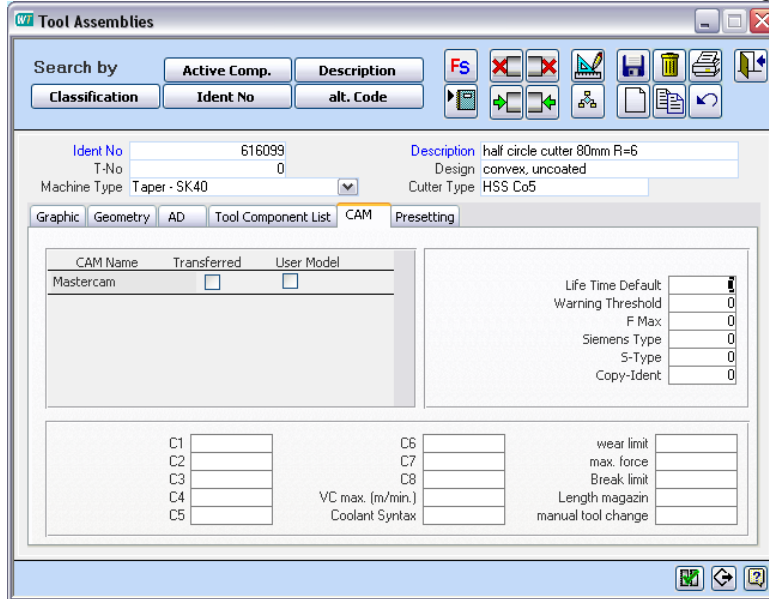 WT Tool Assemblies
Search by
Active Comp. Description
Classification Ident No alt. Code
FS
Ident No 616099 Description half circle cutter 80mm R=6
T-No 0 Design convex, uncoated
Machine Type Taper - SK40 Cutter Type HSS Co5
Graphic Geometry AD Tool Component List CAM Presetting
CAM Name Transferred User Model
Mastercam
Life Time Default
Warning Threshold 0
F Max 0
Siemens Type 0
S-Type 0
Copy-Ident 0
C1 C6 wear limit
C2 C7 max. force
C3 C8 Break limit
C4 VC max. (m/min.) Length magazin
C5 Coolant Syntax manual tool change